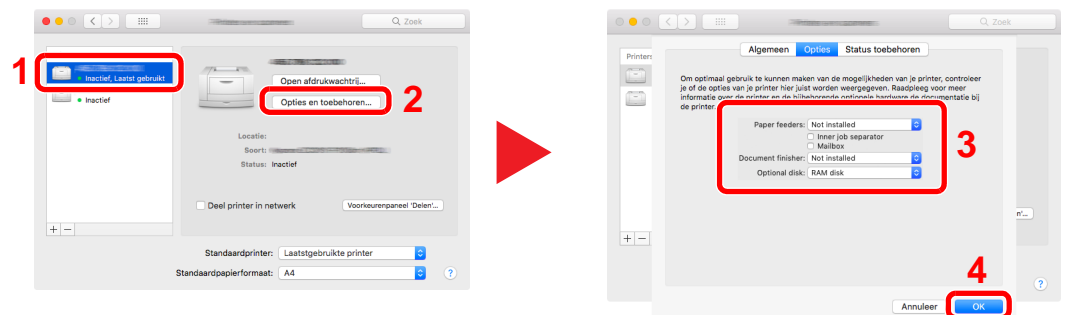 Zoek
1
Inactief, Laatst gebruikt
Inactief
Open afdrukwachtrij...
Opties en toebehoren...
2
Locatie:
Soort:
Status: Inactief
Deel printer in netwerk
Voorkeurenpaneel 'Delen'...
+ −
Standaardprinter: Laatstgebruikte printer
Standaardpapierformaat: A4
?
Zoek
Printers
Algemeen Opties Status toebehoren
Om optimaal gebruik te kunnen maken van de mogelijkheden van je printer, controleer
je of de opties van je printer hier juist worden weergegeven. Raadpleeg voor meer
informatie over de printer en de bijbehorende optionele hardware de documentatie bij
de printer.
Paper feeders: Not installed
Inner job separator
Mailbox
Document finisher: Not installed
Optional disk: RAM disk
3
n'...
+ −
4
?
Annuleer OK